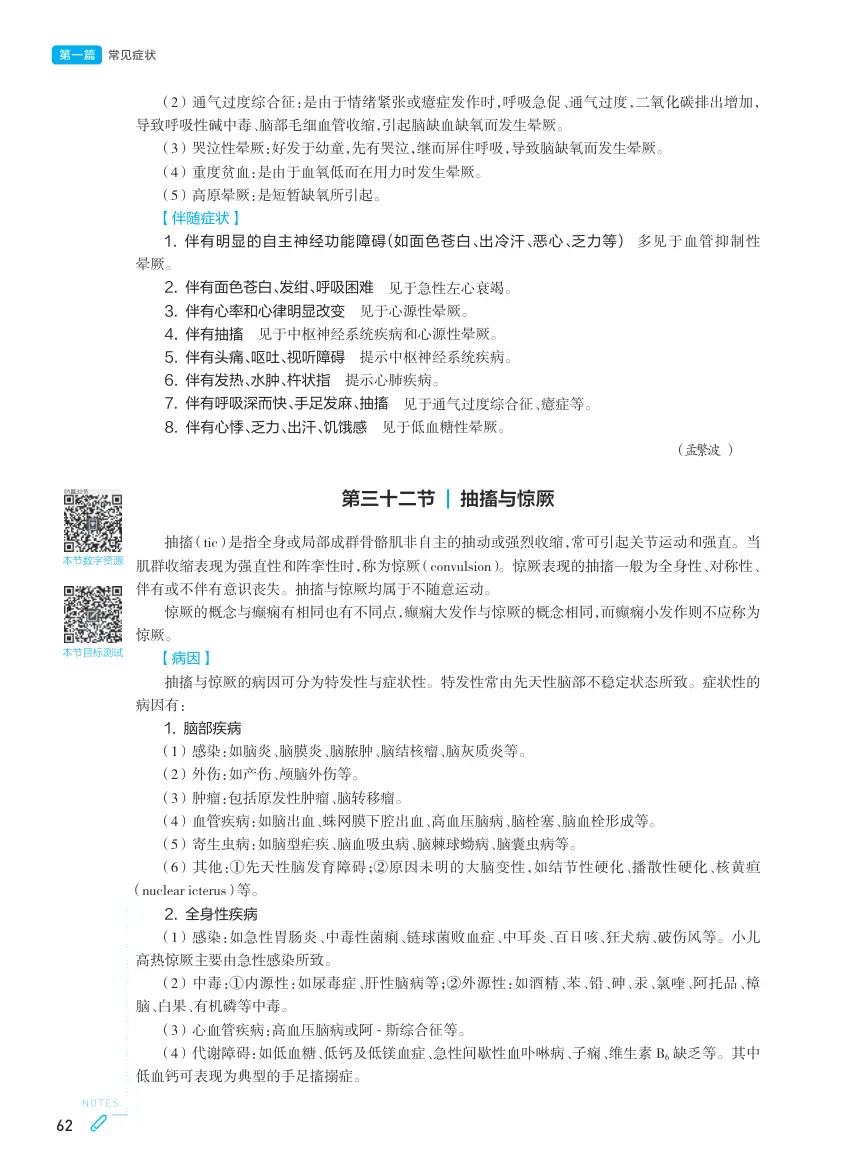 第一篇 常见症状
（2）通气过度综合征：是由于情绪紧张或癔症发作时，呼吸急促、通气过度，二氧化碳排出增加，
导致呼吸性碱中毒、脑部毛细血管收缩，引起脑缺血缺氧而发生晕厥。
（3）哭泣性晕厥：好发于幼童，先有哭泣，继而屏住呼吸，导致脑缺氧而发生晕厥。
（4）重度贫血：是由于血氧低而在用力时发生晕厥。
（5）高原晕厥：是短暂缺氧所引起。
【伴随症状】
1. 伴有明显的自主神经功能障碍（如面色苍白、出冷汗、恶心、乏力等） 多见于血管抑制性
晕厥。
2. 伴有面色苍白、发绀、呼吸困难 见于急性左心衰竭。
3. 伴有心率和心律明显改变 见于心源性晕厥。
4. 伴有抽搐 见于中枢神经系统疾病和心源性晕厥。
5. 伴有头痛、呕吐、视听障碍 提示中枢神经系统疾病。
6. 伴有发热、水肿、杵状指 提示心肺疾病。
7. 伴有呼吸深而快、手足发麻、抽搐 见于通气过度综合征、癔症等。
8. 伴有心悸、乏力、出汗、饥饿感 见于低血糖性晕厥。
（孟繁波）
第三十二节 | 抽搐与惊厥
本节数字资源
本节目标测试
抽搐（tic）是指全身或局部成群骨骼肌非自主的抽动或强烈收缩，常可引起关节运动和强直。当
肌群收缩表现为强直性和阵挛性时，称为惊厥（convulsion）。惊厥表现的抽搐一般为全身性、对称性、
伴有或不伴有意识丧失。抽搐与惊厥均属于不随意运动。
惊厥的概念与癫痫有相同也有不同点，癫痫大发作与惊厥的概念相同，而癫痫小发作则不应称为
惊厥。
【病因】
抽搐与惊厥的病因可分为特发性与症状性。特发性常由先天性脑部不稳定状态所致。症状性的
病因有：
1. 脑部疾病
（1）感染：如脑炎、脑膜炎、脑脓肿、脑结核瘤、脑灰质炎等。
（2）外伤：如产伤、颅脑外伤等。
（3）肿瘤：包括原发性肿瘤、脑转移瘤。
（4）血管疾病：如脑出血、蛛网膜下腔出血、高血压脑病、脑栓塞、脑血栓形成等。
（5）寄生虫病：如脑型疟疾、脑血吸虫病、脑棘球蚴病、脑囊虫病等。
（6）其他：①先天性脑发育障碍；②原因未明的大脑变性，如结节性硬化、播散性硬化、核黄疸
（nuclear icterus）等。
2. 全身性疾病
（1）感染：如急性胃肠炎、中毒性菌痢、链球菌败血症、中耳炎、百日咳、狂犬病、破伤风等。小儿
高热惊厥主要由急性感染所致。
（2）中毒：①内源性：如尿毒症、肝性脑病等；②外源性：如酒精、苯、铅、砷、汞、氯喹、阿托品、樟
脑、白果、有机磷等中毒。
（3）心血管疾病：高血压脑病或阿-斯综合征等。
（4）代谢障碍：如低血糖、低钙及低镁血症、急性间歇性血卟啉病、子痫、维生素 B₆ 缺乏等。其中
低血钙可表现为典型的手足搐搦症。
NOTES
62